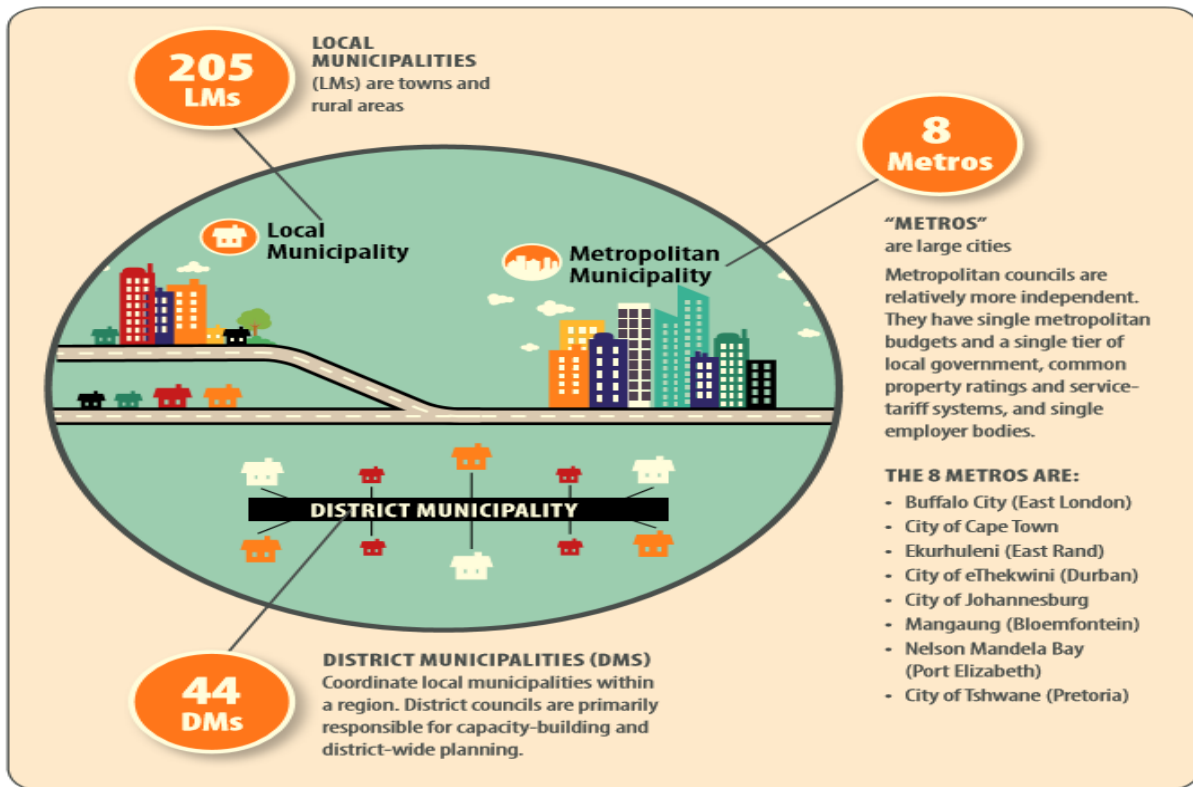 205
LMs
LOCAL
MUNICIPALITIES
(LMs) are towns and
rural areas
8
Metros
Local
Municipality
Metropolitan
Municipality
"METROS"
are large cities
Metropolitan councils are
relatively more independent.
They have single metropolitan
budgets and a single tier of
local government, common
property ratings and service-
tariff systems, and single
employer bodies.
THE 8 METROS ARE:
• Buffalo City (East London)
• City of Cape Town
• Ekurhuleni (East Rand)
• City of eThekwini (Durban)
• City of Johannesburg
• Mangaung (Bloemfontein)
• Nelson Mandela Bay
(Port Elizabeth)
• City of Tshwane (Pretoria)
DISTRICT MUNICIPALITY
44
DMs
DISTRICT MUNICIPALITIES (DMS)
Coordinate local municipalities within
a region. District councils are primarily
responsible for capacity-building and
district-wide planning.